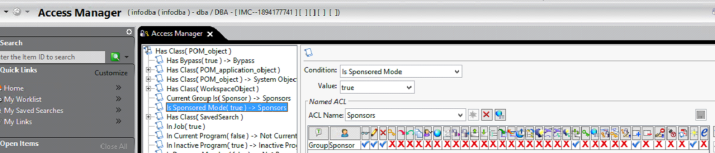 Access Manager ( infodba ( infodba ) - dba / DBA - [ IMC--1894177741 ] [ ] [ ] [ ] [ ] )
Search
Access Manager
ter the Item ID to search
Quick Links
Customize
Home
My Worklist
My Saved Searches
My Links
Open Items
Close All
Has Class( POM_object )
Has Bypass( true ) -> Bypass
Has Class( POM_application_object )
Has Class( POM_object ) -> System Objec
Has Class( WorkspaceObject )
Current Group Is( Sponsor ) -> Sponsors
Is Sponsored Mode( true ) -> Sponsors
Has Class( SavedSearch )
In Job( true )
In Current Program( false ) -> Not Current
In Inactive Program( true ) -> Inactive Pro
Condition: Is Sponsored Mode
Value: true
Named ACL
ACL Name: Sponsors
Group Sponsor